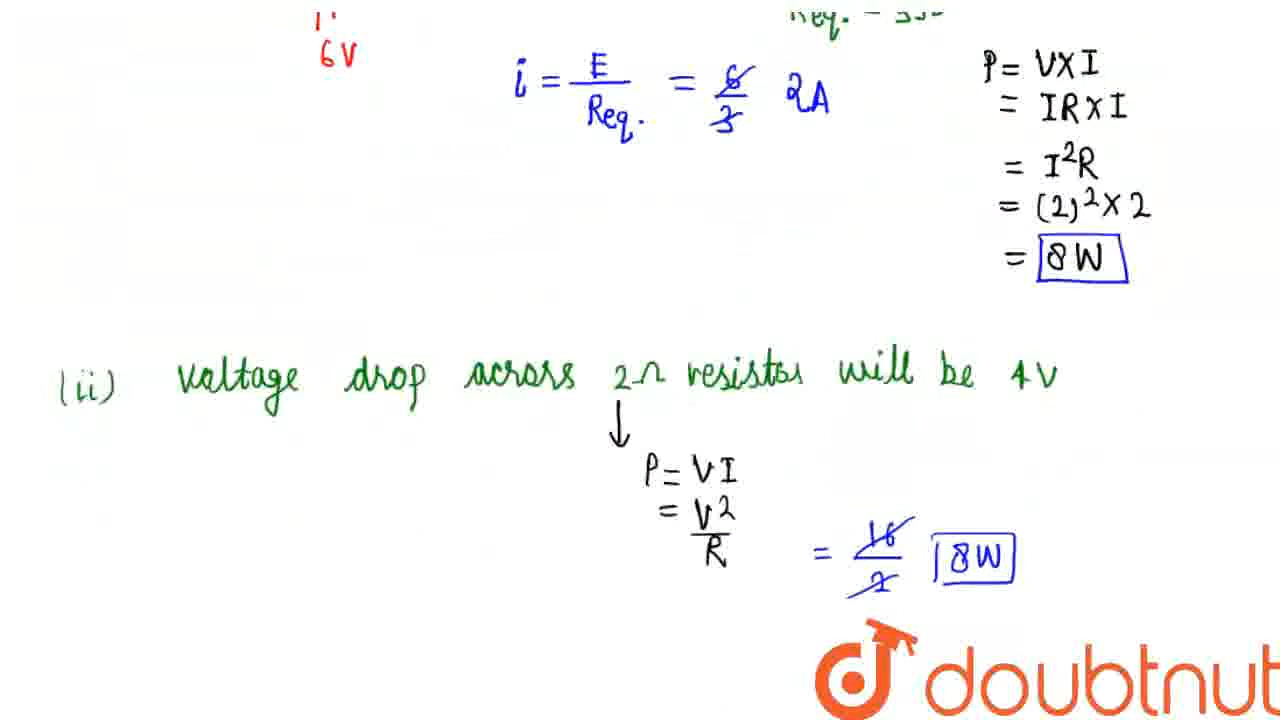 6V
i = E/Req. = 6/3 2A
P = V X I
= IR X I
= I²R
= (2)² X 2
= 8W
(ii) voltage drop across 2Ω resistor will be 4V
↓
P = VI
= V²/R = 16/2 8W
doubtnut